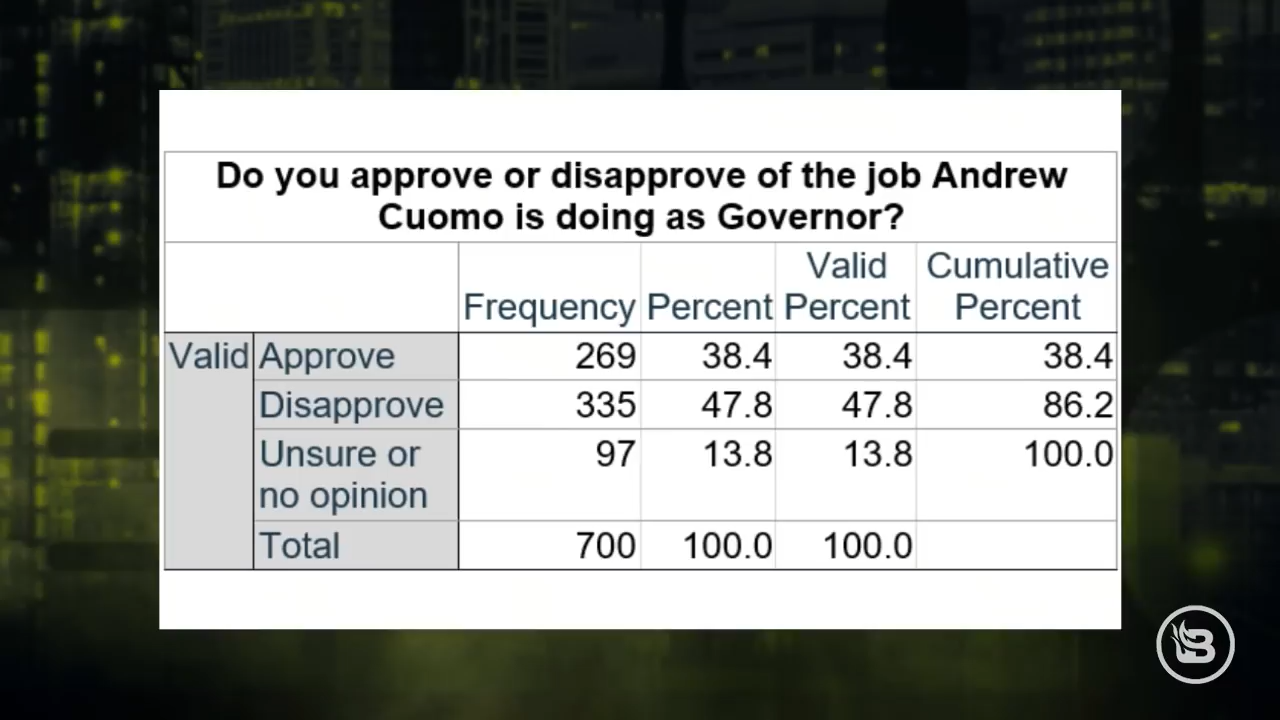 Do you approve or disapprove of the job Andrew
Cuomo is doing as Governor?
Frequency Percent Valid Percent Cumulative Percent
Valid Approve 269 38.4 38.4 38.4
Disapprove 335 47.8 47.8 86.2
Unsure or no opinion 97 13.8 13.8 100.0
Total 700 100.0 100.0
B